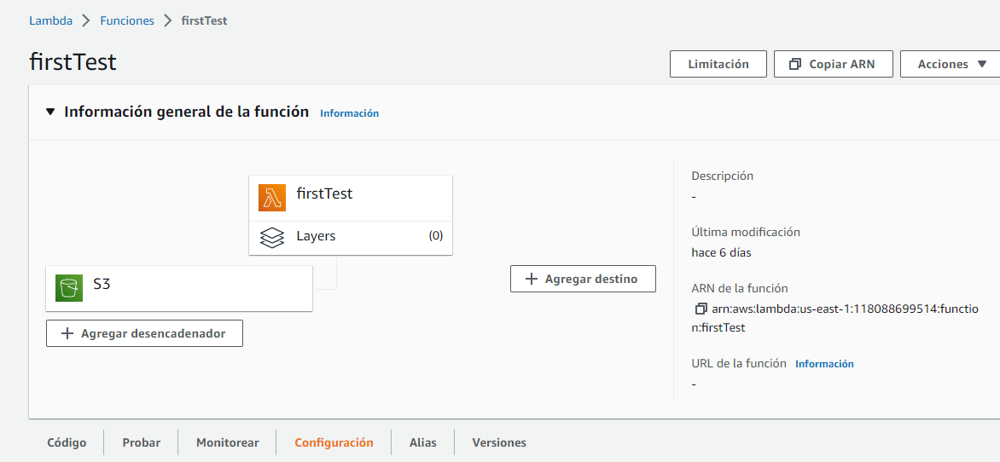 Lambda > Funciones > firstTest
firstTest
Limitación
Copiar ARN
Acciones
Información general de la función Información
firstTest
Layers (0)
S3
Agregar desencadenador
Agregar destino
Descripción
-
Última modificación
hace 6 días
ARN de la función
arn:aws:lambda:us-east-1:118088699514:functio
n:firstTest
URL de la función Información
-
Código
Probar
Monitorear
Configuración
Alias
Versiones